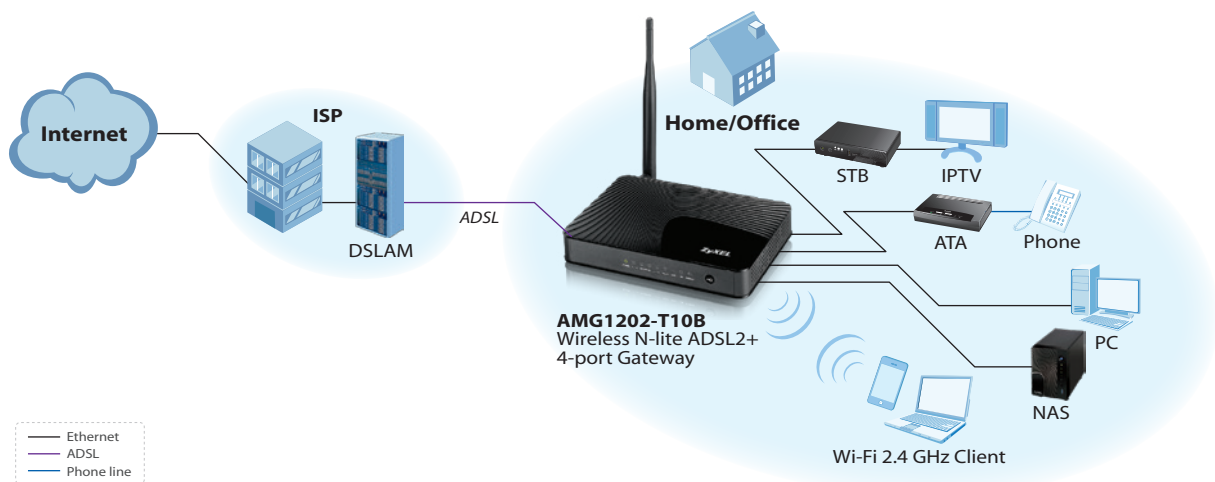 Internet
ISP
DSLAM
ADSL
Home/Office
STB
IPTV
ATA
Phone
ZyXEL
AMG1202-T10B
Wireless N-lite ADSL2+
4-port Gateway
PC
NAS
Wi-Fi 2.4 GHz Client
Ethernet
ADSL
Phone line